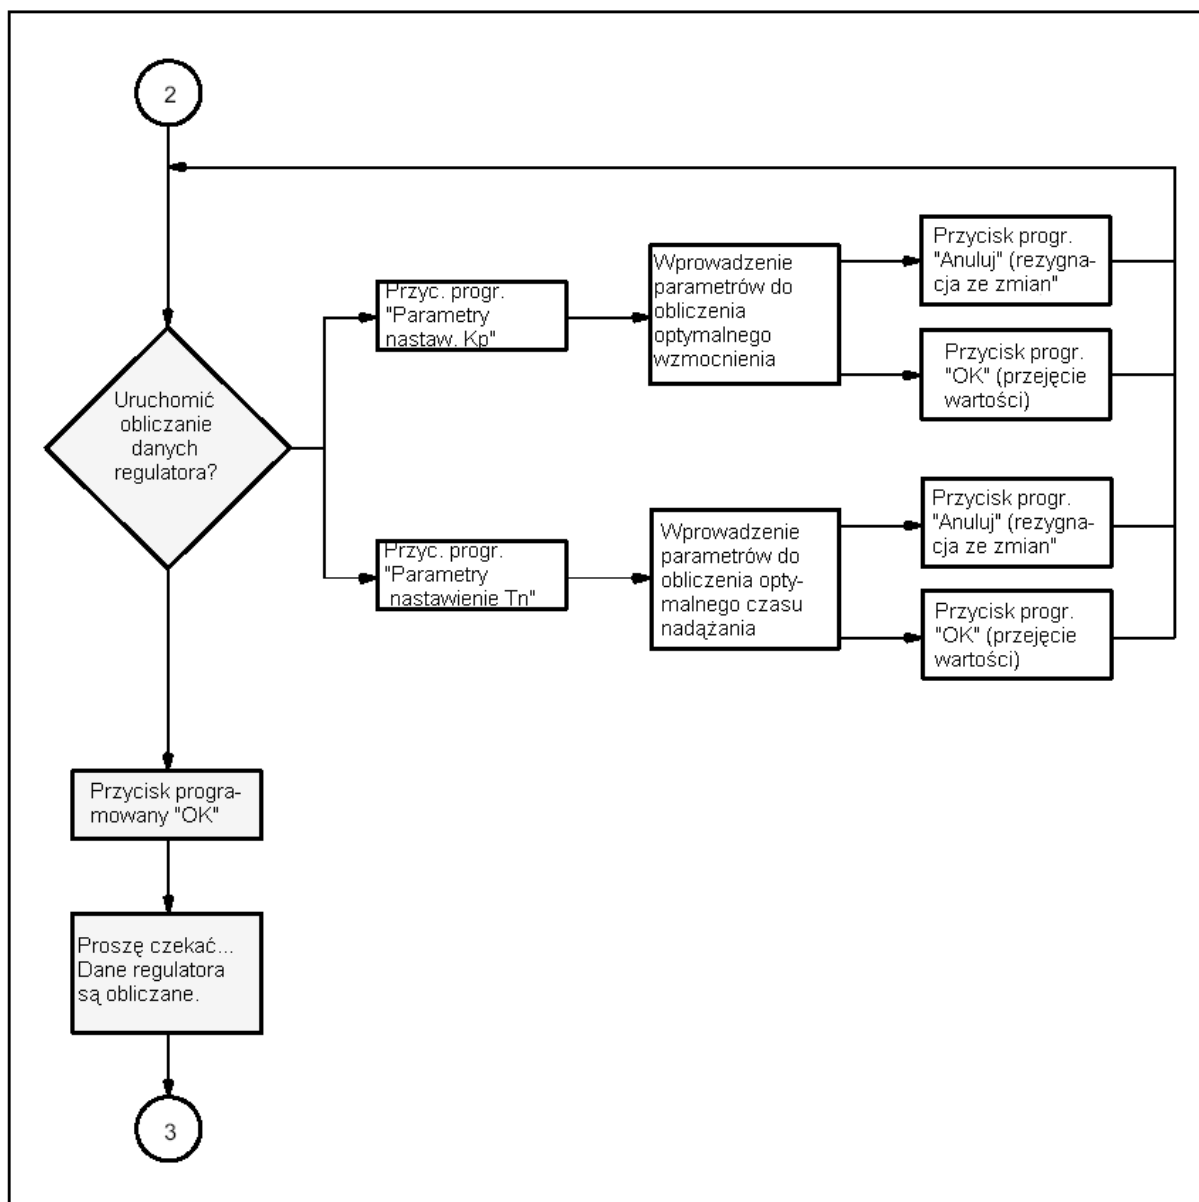 2
Przycisk progr.
"Anuluj" (rezygna-
cja ze zmian"
Wprowadzenie
parametrów do
obliczenia
optymalnego
wzmocnienia
Przyc. progr.
"Parametry
nastaw. Kp"
Przycisk progr.
"OK" (przejęcie
wartości)
Uruchomić
obliczanie
danych
regulatora?
Przycisk progr.
"Anuluj" (rezygna-
cja ze zmian"
Wprowadzenie
parametrów do
obliczenia opty-
malnego czasu
nadążania
Przyc. progr.
"Parametry
nastawienie Tn"
Przycisk progr.
"OK" (przejęcie
wartości)
Przycisk progra-
mowany "OK"
Proszę czekać...
Dane regulatora
są obliczane.
3